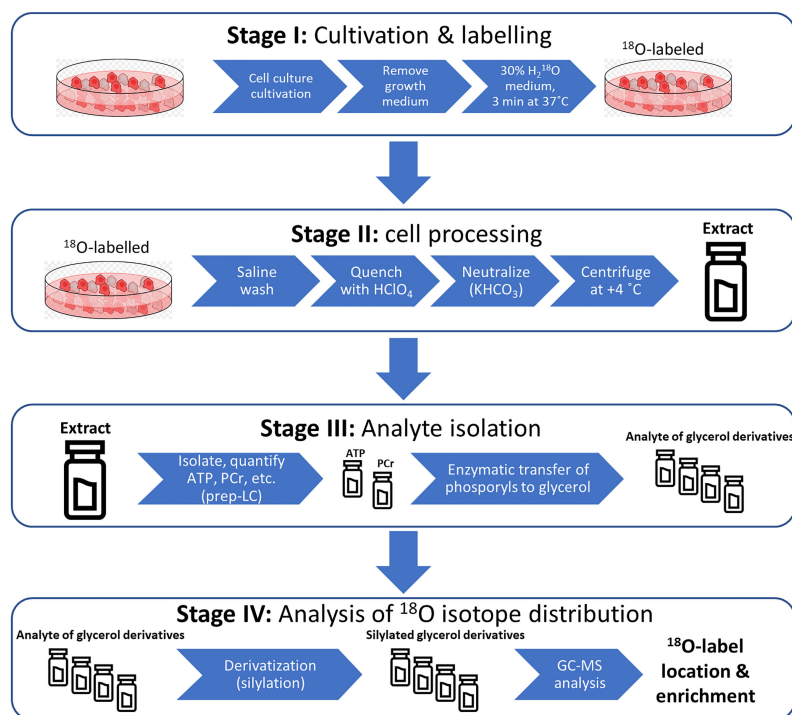 Stage I: Cultivation & labelling
Cell culture
cultivation
Remove
growth
medium
30% H₂¹⁸O
medium,
3 min at 37˚C
¹⁸O-labeled
Stage II: cell processing
¹⁸O-labelled
Saline
wash
Quench
with HClO₄
Neutralize
(KHCO₃)
Centrifuge
at +4 ˚C
Extract
Stage III: Analyte isolation
Extract
Isolate, quantify
ATP, PCr, etc.
(prep-LC)
ATP
PCr
Enzymatic transfer of
phosphoryls to glycerol
Analyte of glycerol derivatives
Stage IV: Analysis of ¹⁸O isotope distribution
Analyte of glycerol derivatives
Derivatization
(silylation)
Silylated glycerol derivatives
GC-MS
analysis
¹⁸O-label
location &
enrichment